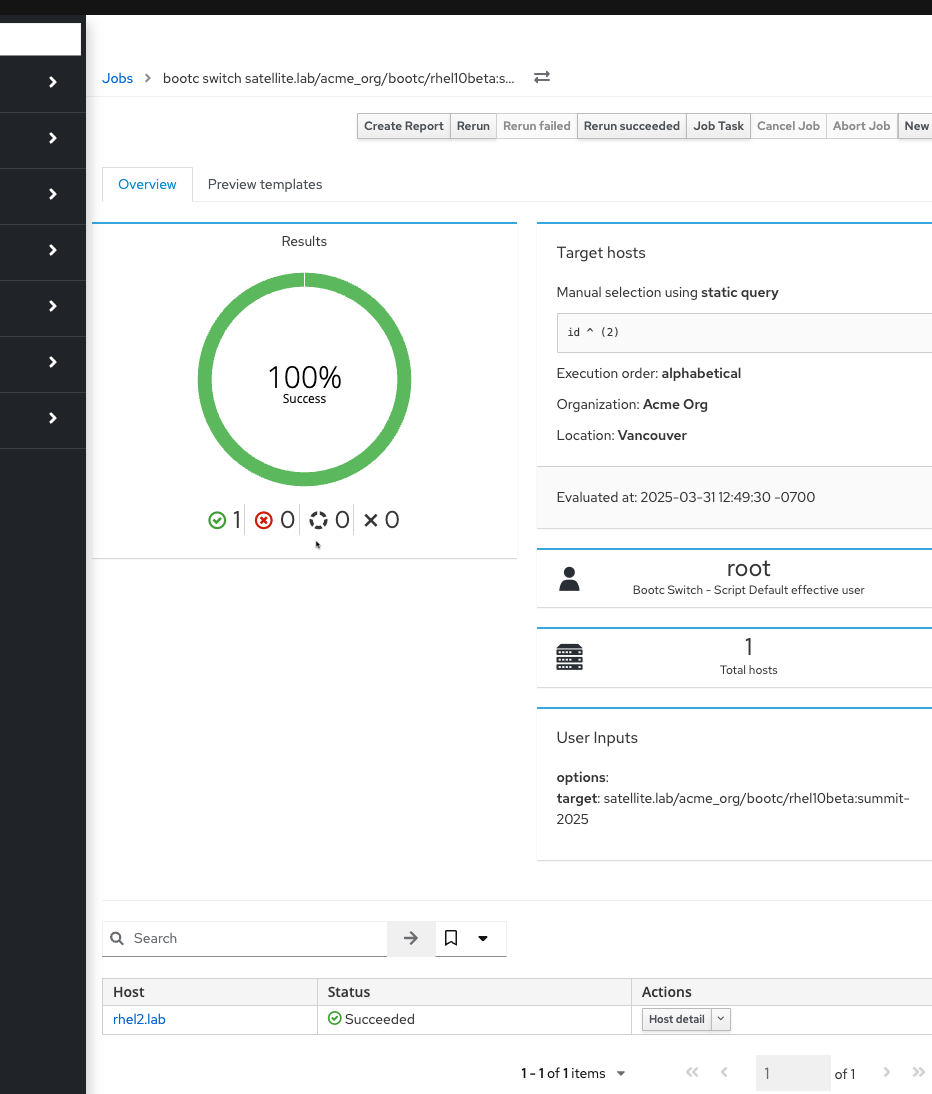 Jobs bootc switch satellite.lab/acme_org/bootc/rhel10beta:s...
Create Report Rerun Rerun failed Rerun succeeded Job Task Cancel Job Abort Job New
Overview Preview templates
Results
100%
Success
1 0 0 0
Target hosts
Manual selection using static query
id ^ (2)
Execution order: alphabetical
Organization: Acme Org
Location: Vancouver
Evaluated at: 2025-03-31 12:49:30 -0700
root
Bootc Switch - Script Default effective user
1
Total hosts
User Inputs
options:
target: satellite.lab/acme_org/bootc/rhel10beta:summit-
2025
Search
Host Status Actions
rhel2.lab Succeeded Host detail
1 - 1 of 1 items 1 of 1